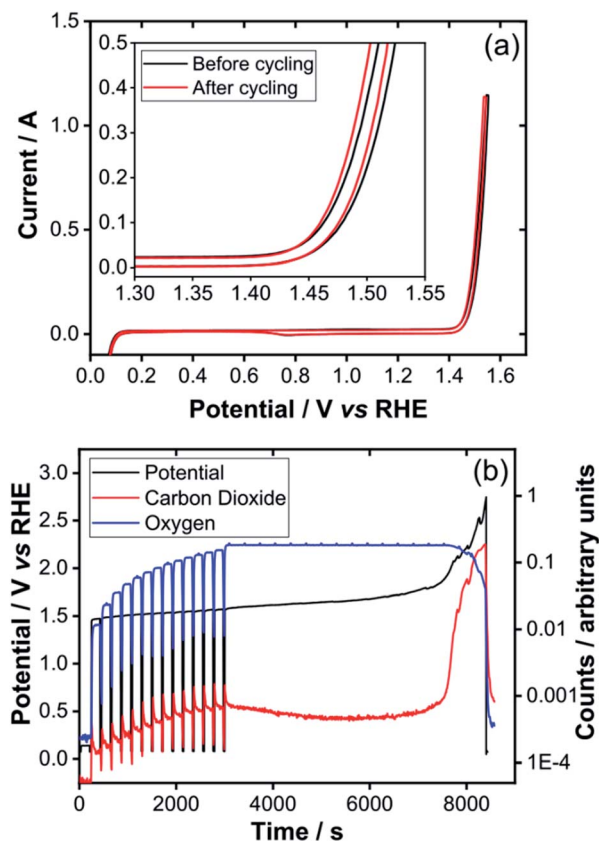 (a)
Before cycling
After cycling
0.5
0.4
0.3
0.2
0.1
0.0
1.30 1.40 1.45 1.50 1.55
1.5
1.0
0.5
0.0
Current / A
0.0 0.2 0.4 0.6 0.8 1.0 1.2 1.4 1.6
Potential / V vs RHE
(b)
Potential
Carbon Dioxide
Oxygen
3.0
2.5
2.0
1.5
1.0
0.5
0.0
Potential / V vs RHE
1
0.1
0.01
0.001
1E-4
Counts / arbitrary units
0 2000 4000 6000 8000
Time / s